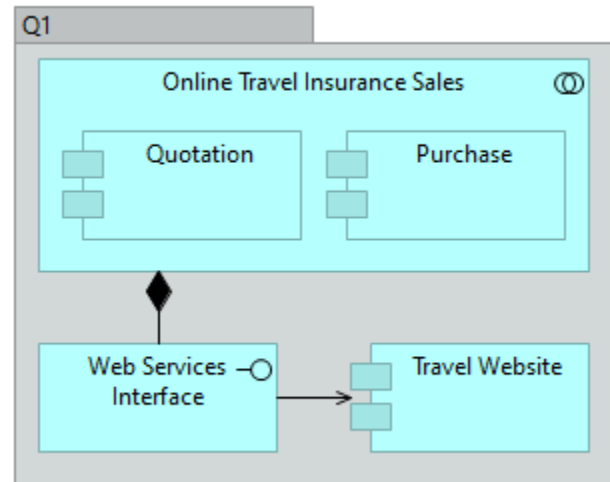 Q1
Online Travel Insurance Sales
Quotation
Purchase
Web Services
Interface
Travel Website